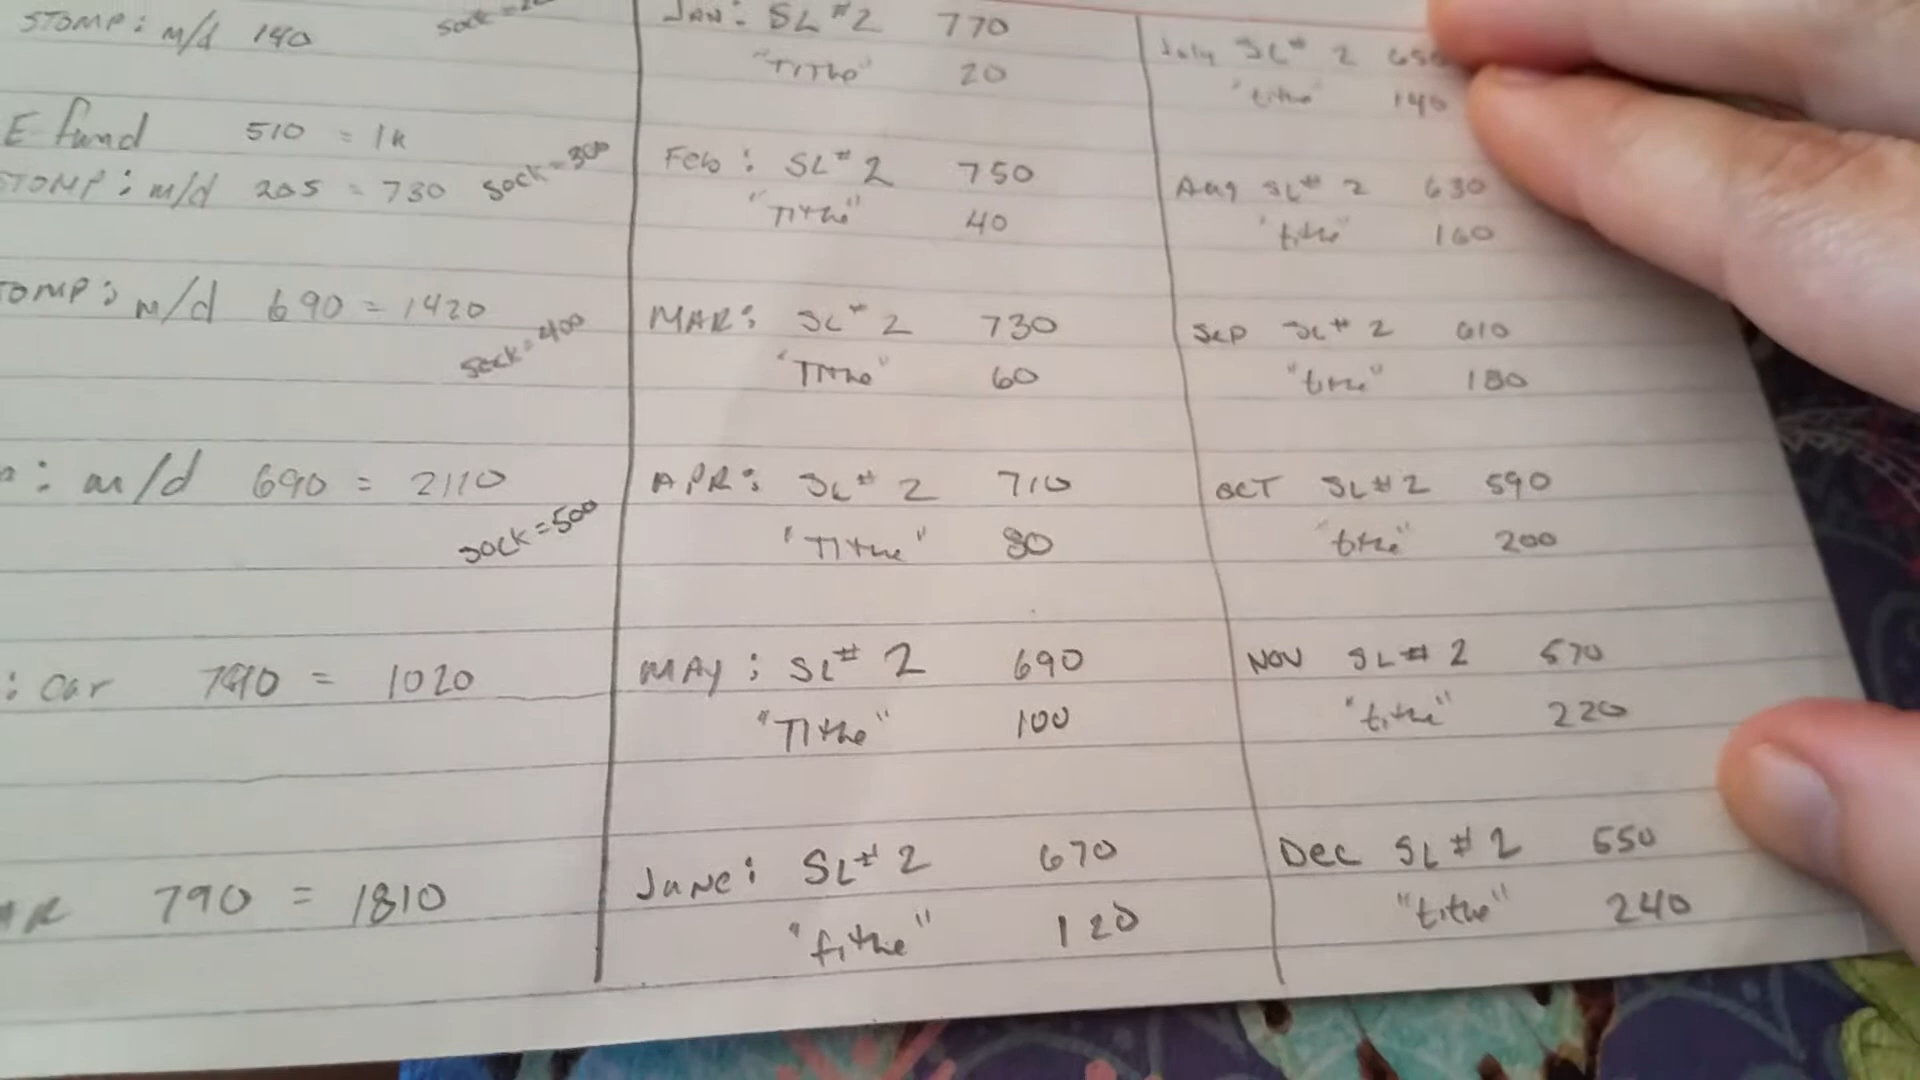 STOMP: m/d 140
sock =
E fund 510 = 1k
STOMP: m/d 205 = 730 sock = 300
TOMP: m/d 690 = 1420
sock = 400
: m/d 690 = 2110
sock = 500
: car 790 = 1020
AR 790 = 1810
JAN: SL #2 770
"Tithe" 20
Feb: SL #2 750
"Tithe" 40
MAR: SL #2 730
"Tithe" 60
APR: SL #2 710
"Tithe" 80
MAY: SL #2 690
"Tithe" 100
June: SL #2 670
"tithe" 120
July SL #2 650
"tithe" 140
Aug SL #2 630
"tithe" 160
Sep SL #2 610
"tithe" 180
OCT SL #2 590
"tithe" 200
NOV SL #2 570
"tithe" 220
Dec SL #2 550
"tithe" 240